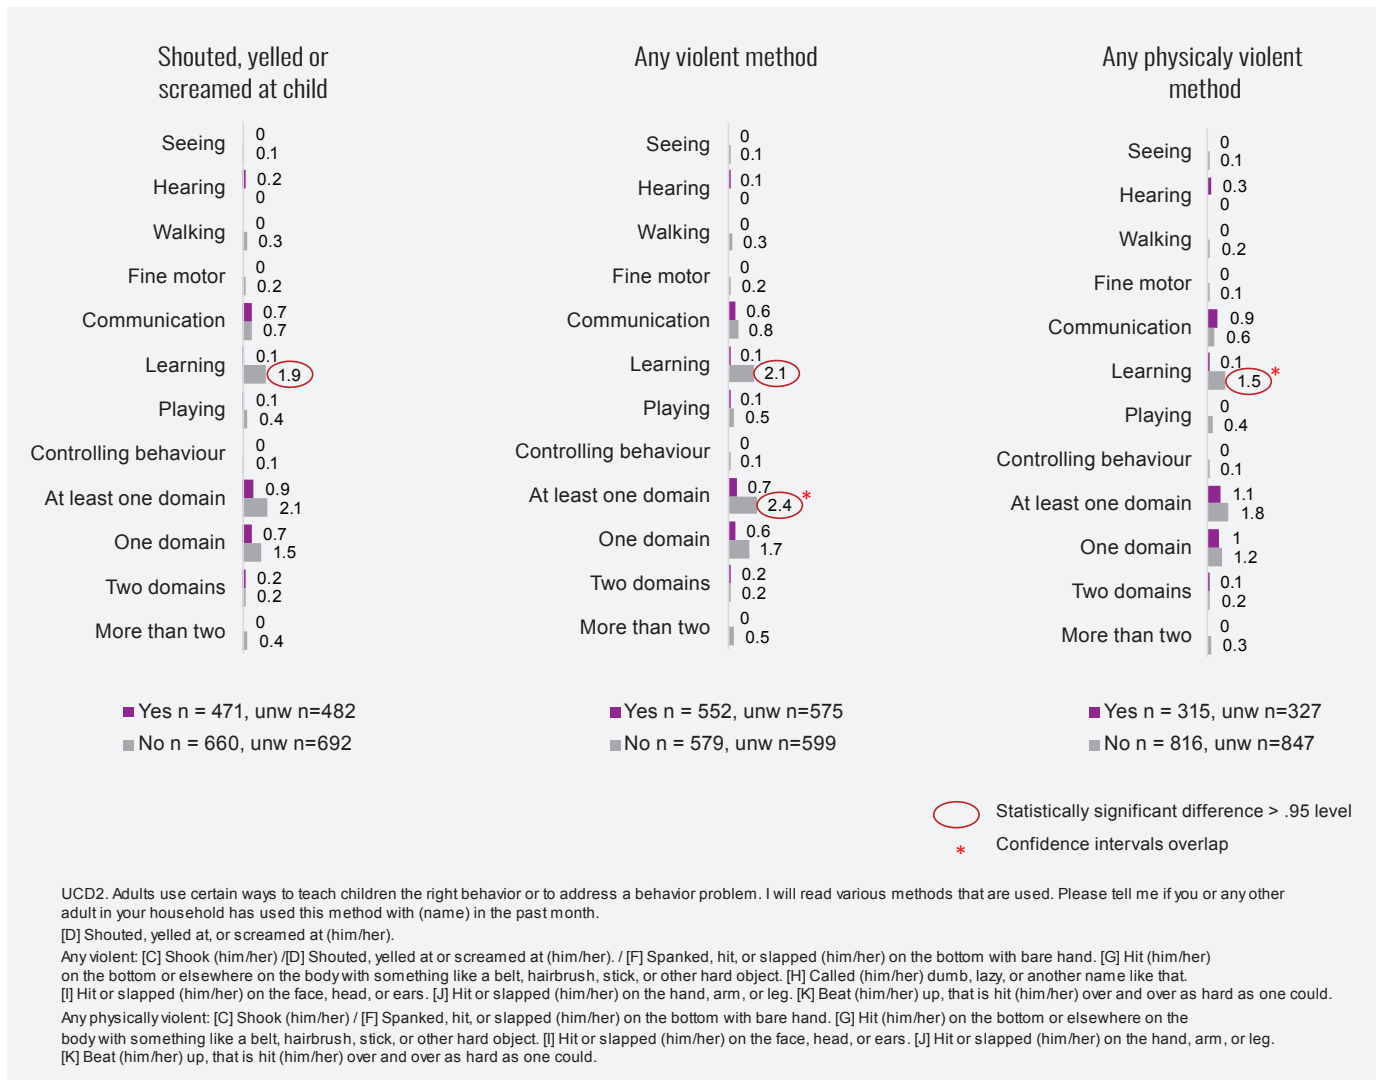 Shouted, yelled or
screamed at child
Seeing
0
0.1
Hearing
0.2
0
Walking
0
0.3
Fine motor
0
0.2
Communication
0.7
0.7
Learning
0.1
1.9
Playing
0.1
0.4
Controlling behaviour
0
0.1
At least one domain
0.9
2.1
One domain
0.7
1.5
Two domains
0.2
0.2
More than two
0
0.4
Yes n = 471, unw n=482
No n = 660, unw n=692
Any violent method
Seeing
0
0.1
Hearing
0.1
0
Walking
0
0.3
Fine motor
0
0.2
Communication
0.6
0.8
Learning
0.1
2.1
Playing
0.1
0.5
Controlling behaviour
0
0.1
At least one domain
0.7
2.4 *
One domain
0.6
1.7
Two domains
0.2
0.2
More than two
0
0.5
Yes n = 552, unw n=575
No n = 579, unw n=599
Any physicaly violent
method
Seeing
0
0.1
Hearing
0.3
0
Walking
0
0.2
Fine motor
0
0.1
Communication
0.9
0.6
Learning
0.1
1.5 *
Playing
0
0.4
Controlling behaviour
0
0.1
At least one domain
1.1
1.8
One domain
1
1.2
Two domains
0.1
0.2
More than two
0
0.3
Yes n = 315, unw n=327
No n = 816, unw n=847
Statistically significant difference > .95 level
* Confidence intervals overlap
UCD2. Adults use certain ways to teach children the right behavior or to address a behavior problem. I will read various methods that are used. Please tell me if you or any other
adult in your household has used this method with (name) in the past month.
[D] Shouted, yelled at, or screamed at (him/her).
Any violent: [C] Shook (him/her) /[D] Shouted, yelled at or screamed at (him/her). / [F] Spanked, hit, or slapped (him/her) on the bottom with bare hand. [G] Hit (him/her)
on the bottom or elsewhere on the body with something like a belt, hairbrush, stick, or other hard object. [H] Called (him/her) dumb, lazy, or another name like that.
[I] Hit or slapped (him/her) on the face, head, or ears. [J] Hit or slapped (him/her) on the hand, arm, or leg. [K] Beat (him/her) up, that is hit (him/her) over and over as hard as one could.
Any physically violent: [C] Shook (him/her) / [F] Spanked, hit, or slapped (him/her) on the bottom with bare hand. [G] Hit (him/her) on the bottom or elsewhere on the
body with something like a belt, hairbrush, stick, or other hard object. [I] Hit or slapped (him/her) on the face, head, or ears. [J] Hit or slapped (him/her) on the hand, arm, or leg.
[K] Beat (him/her) up, that is hit (him/her) over and over as hard as one could.